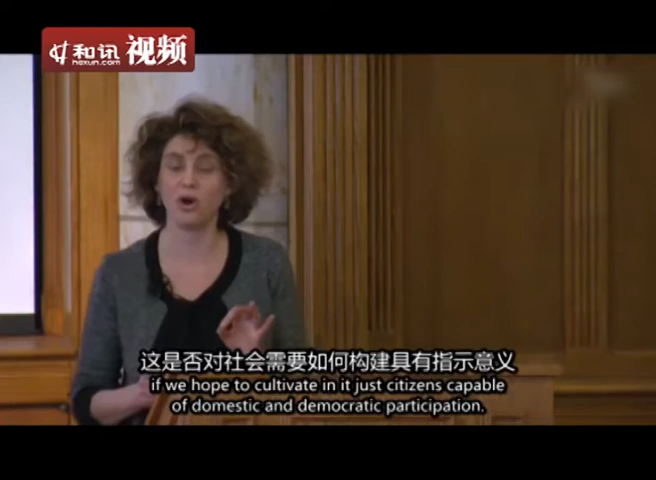 和讯 视频
hexun.com
这是否对社会需要如何构建具有指示意义
if we hope to cultivate in it just citizens capable
of domestic and democratic participation.